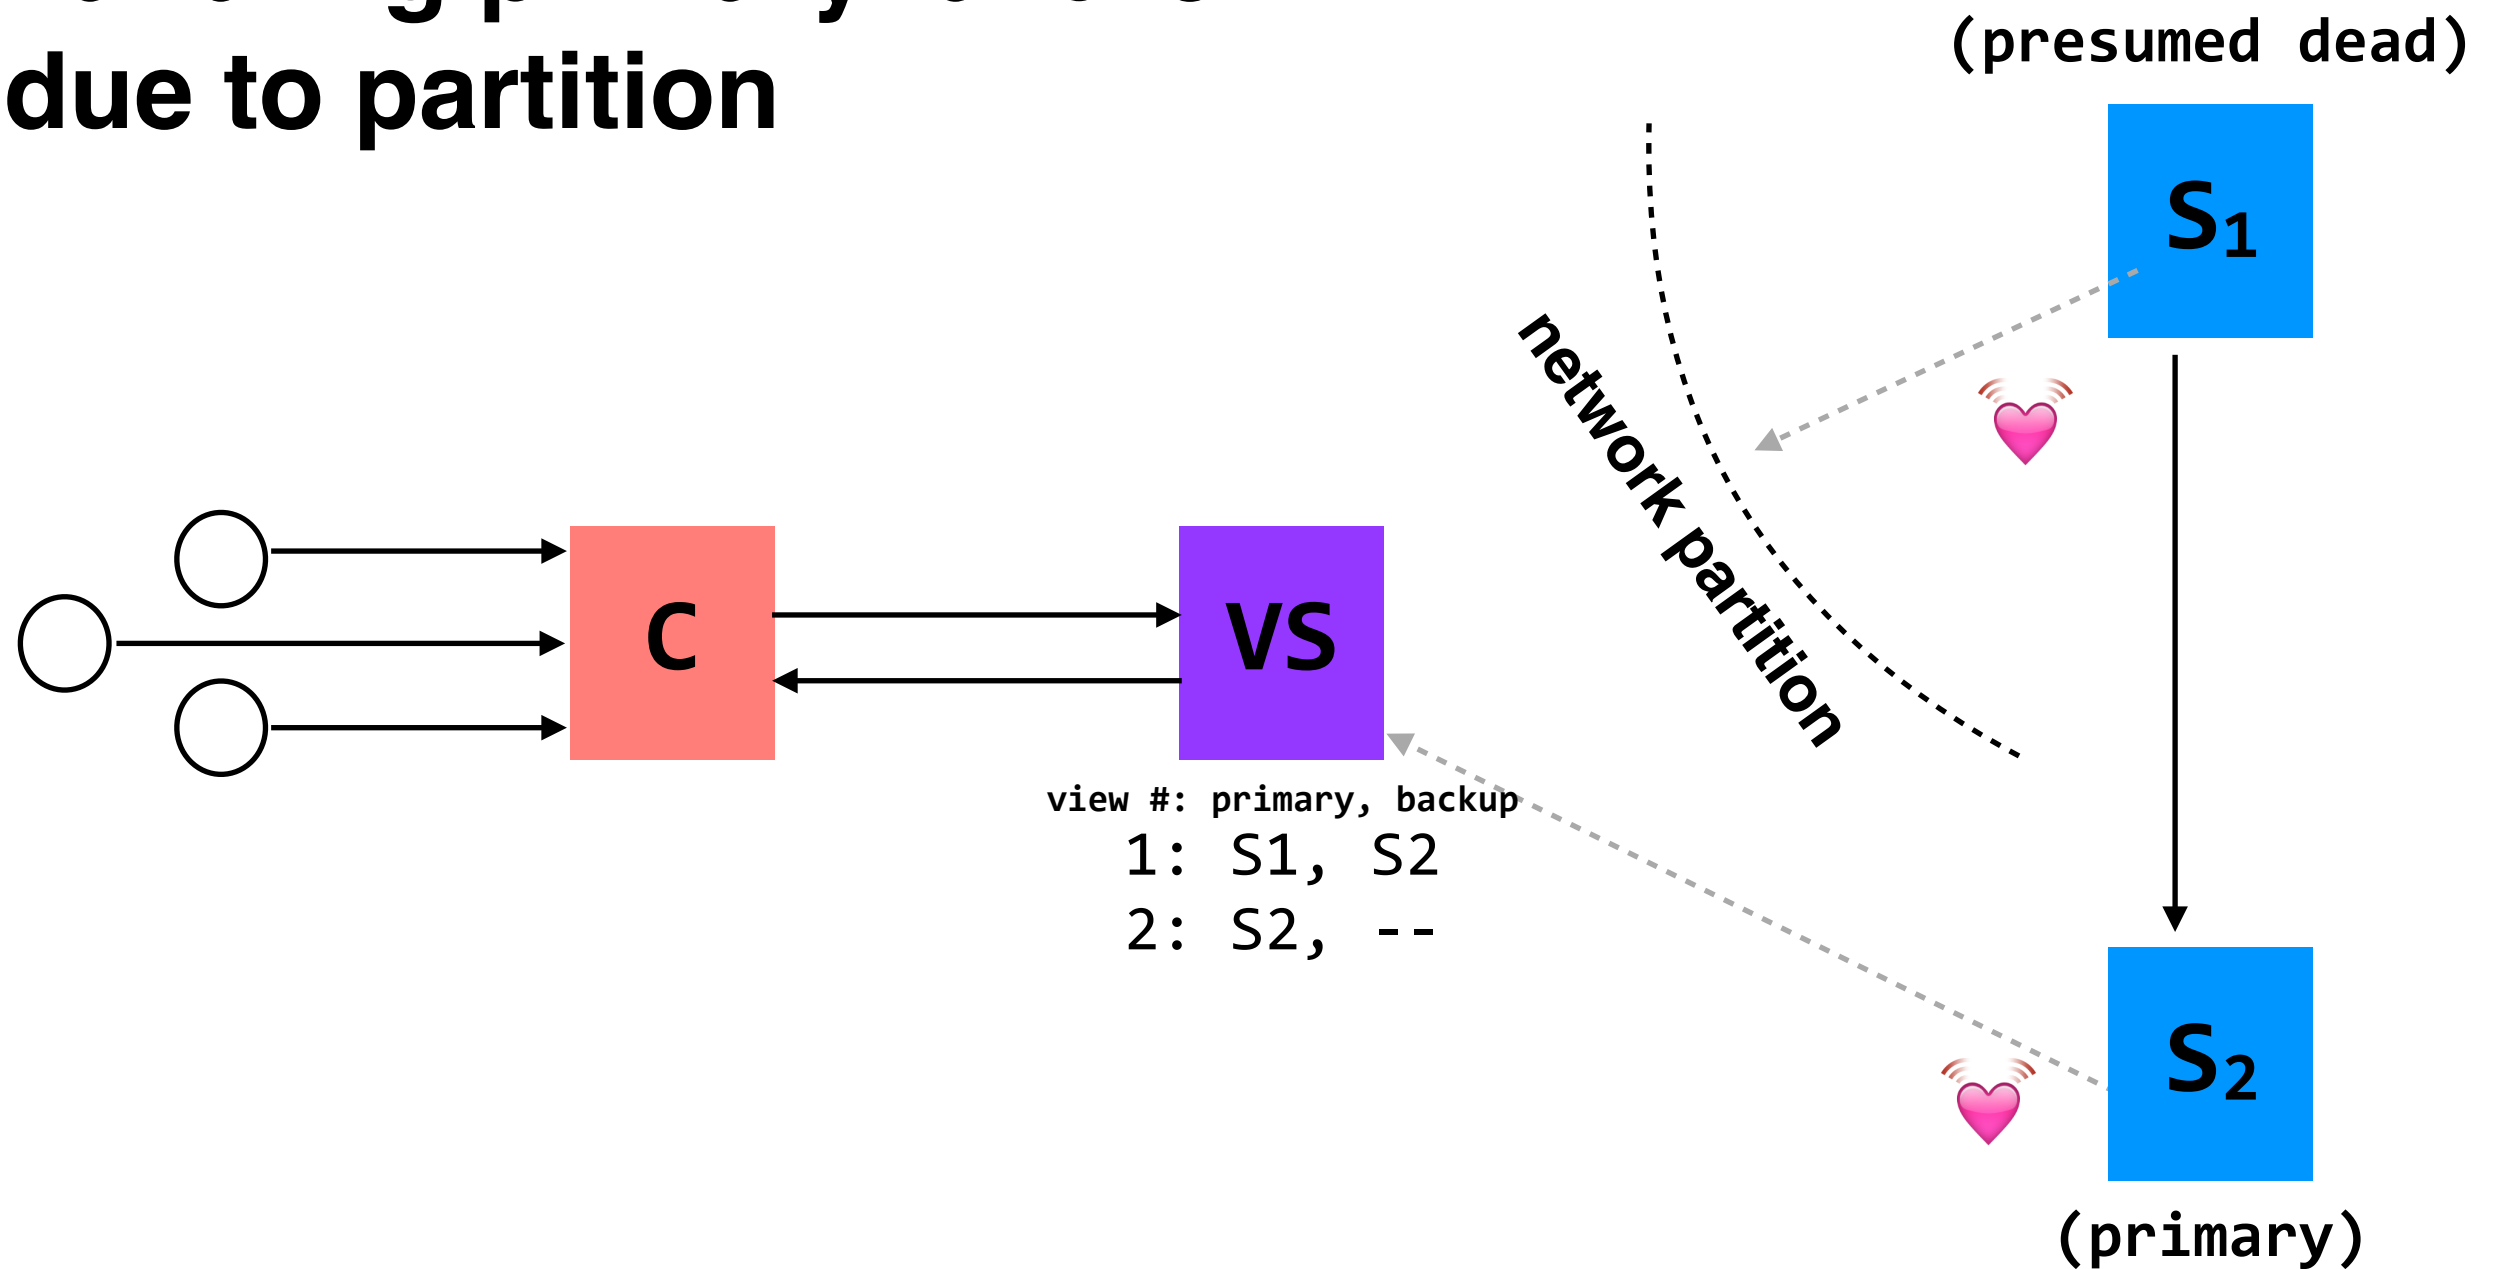 due to partition
(presumed dead)
S1
network partition
C
VS
view #: primary, backup
1: S1, S2
2: S2, --
S2
(primary)